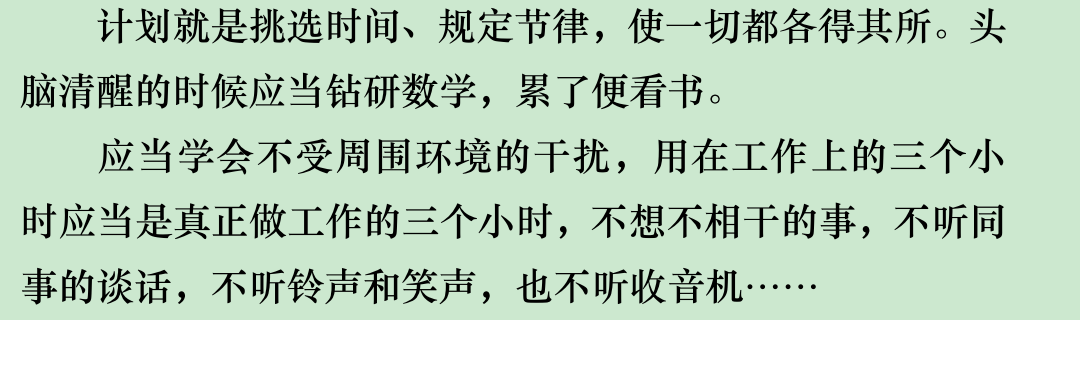 计划就是挑选时间、规定节律，使一切都各得其所。头
脑清醒的时候应当钻研数学，累了便看书。
应当学会不受周围环境的干扰，用在工作上的三个小
时应当是真正做工作的三个小时，不想不相干的事，不听同
事的谈话，不听铃声和笑声，也不听收音机……